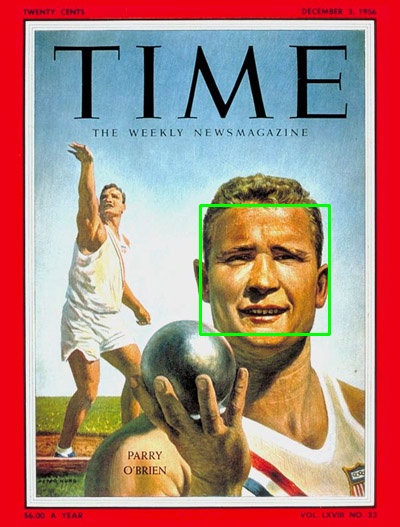 TWENTY CENTS DECEMBER 3, 1956
TIME
THE WEEKLY NEWSMAGAZINE
PARRY
O'BRIEN
$6.00 A YEAR VOL. LXVIII NO. 23